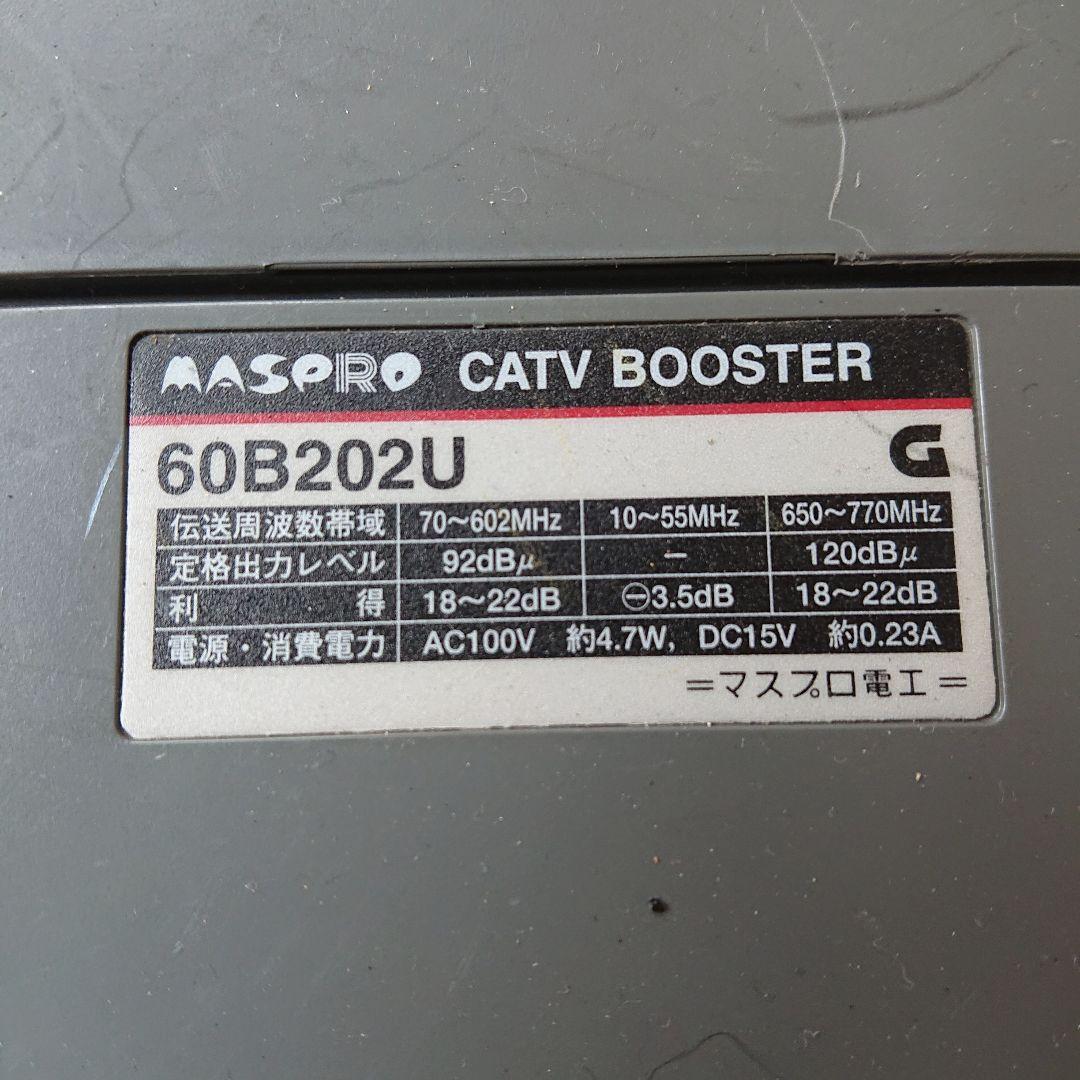 MASPRO CATV BOOSTER
60B202U G
伝送周波数帯域 70～602MHz 10～55MHz 650～770MHz
定格出力レベル 92dBμ － 120dBμ
利得 18～22dB ⊖3.5dB 18～22dB
電源・消費電力 AC100V 約4.7W, DC15V 約0.23A
＝マスプロ電工＝